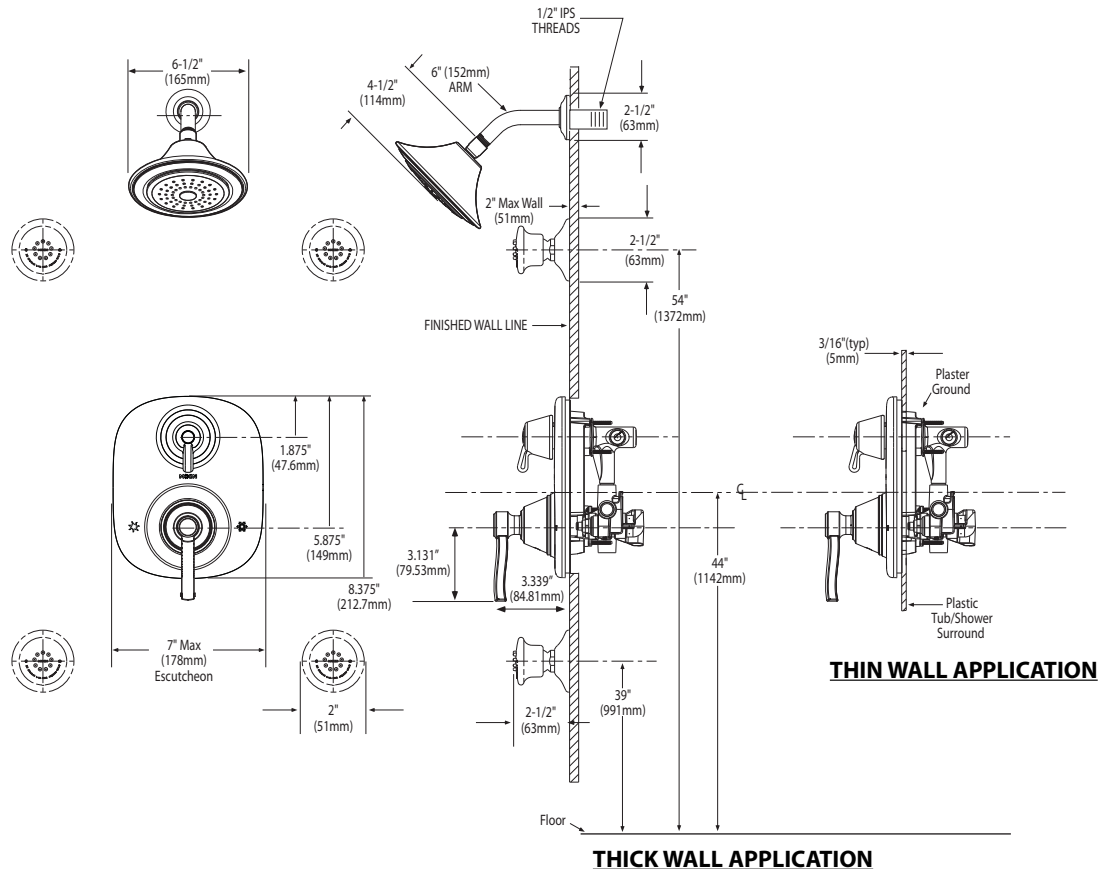 1/2" IPS
THREADS
6-1/2"
(165mm)
4-1/2"
(114mm)
6" (152mm)
ARM
2-1/2"
(63mm)
2" Max Wall
(51mm)
2-1/2"
(63mm)
54"
(1372mm)
FINISHED WALL LINE
3/16"(typ)
(5mm)
Plaster
Ground
1.875"
(47.6mm)
MOEN
5.875"
(149mm)
8.375"
(212.7mm)
3.131"
(79.53mm)
3.339"
(84.81mm)
CL
44"
(1142mm)
Plastic
Tub/Shower
Surround
7" Max
(178mm)
Escutcheon
2"
(51mm)
2-1/2"
(63mm)
39"
(991mm)
THIN WALL APPLICATION
Floor
THICK WALL APPLICATION